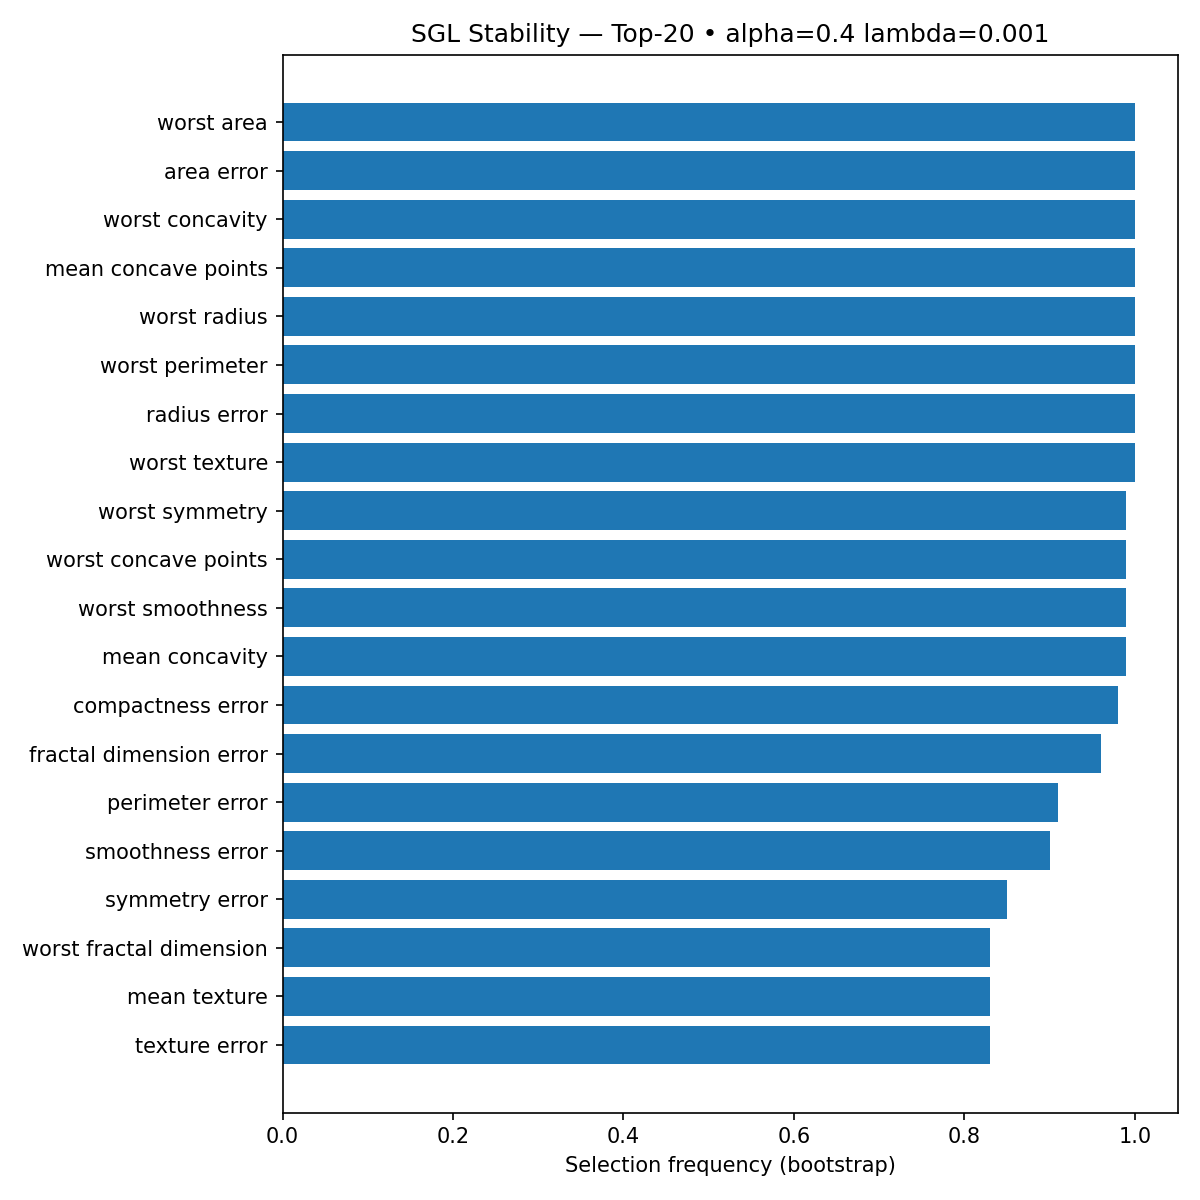 SGL Stability — Top-20 • alpha=0.4 lambda=0.001
worst area
area error
worst concavity
mean concave points
worst radius
worst perimeter
radius error
worst texture
worst symmetry
worst concave points
worst smoothness
mean concavity
compactness error
fractal dimension error
perimeter error
smoothness error
symmetry error
worst fractal dimension
mean texture
texture error
0.0 0.2 0.4 0.6 0.8 1.0
Selection frequency (bootstrap)